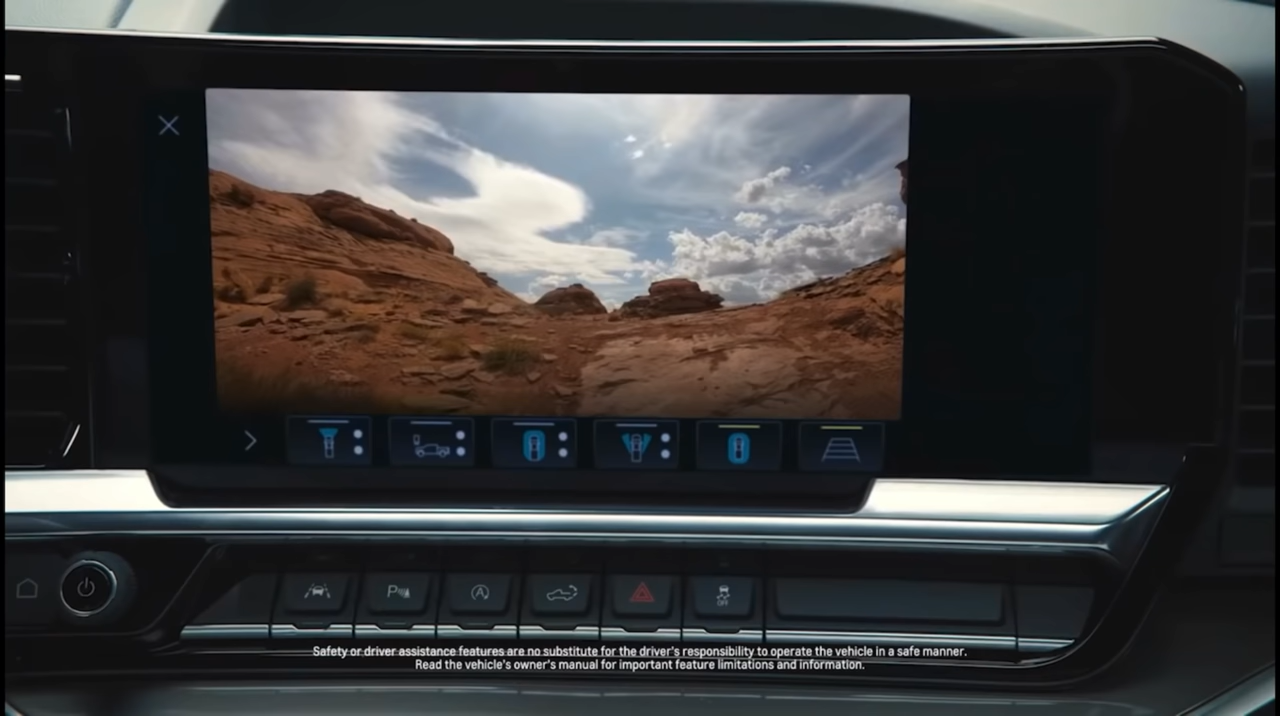 P
A
OFF
Safety or driver assistance features are no substitute for the driver's responsibility to operate the vehicle in a safe manner.
Read the vehicle's owner's manual for important feature limitations and information.